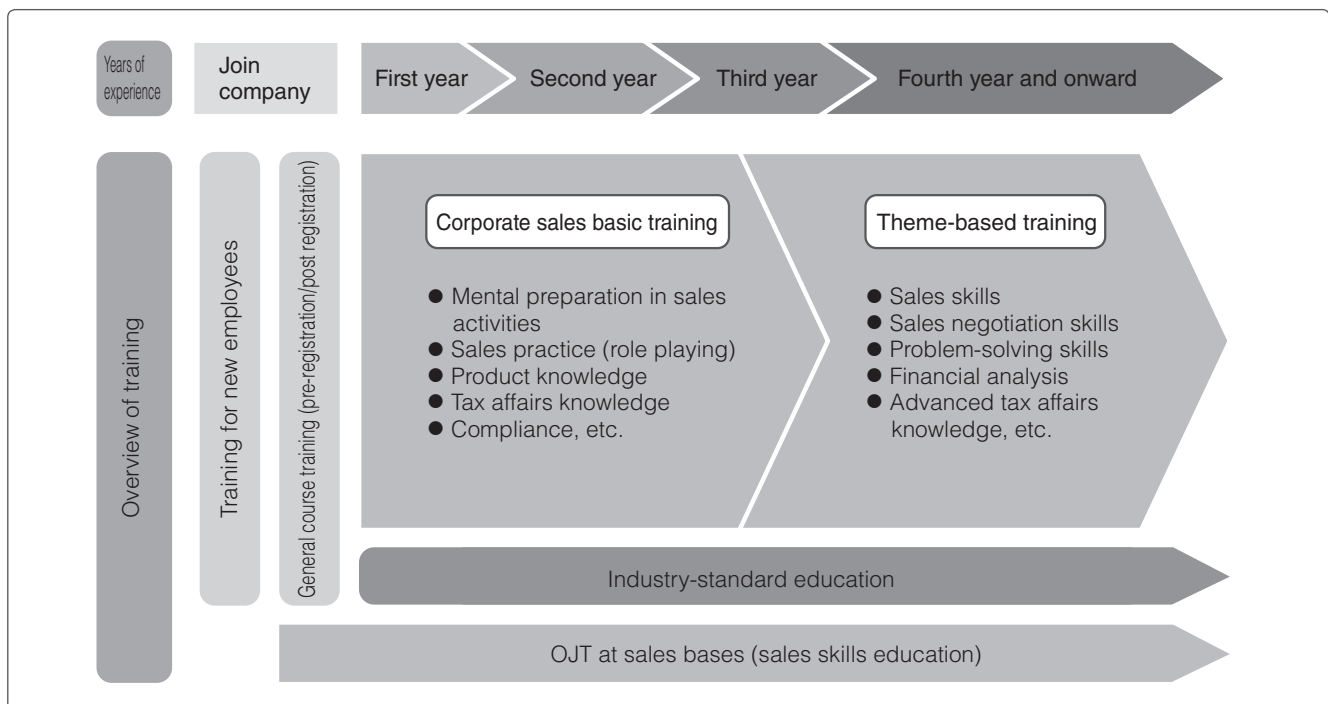 Years of
experience
Join
company
First year
Second year
Third year
Fourth year and onward
Overview of training
Training for new employees
General course training (pre-registration/post registration)
Corporate sales basic training
● Mental preparation in sales
activities
● Sales practice (role playing)
● Product knowledge
● Tax affairs knowledge
● Compliance, etc.
Theme-based training
● Sales skills
● Sales negotiation skills
● Problem-solving skills
● Financial analysis
● Advanced tax affairs
knowledge, etc.
Industry-standard education
OJT at sales bases (sales skills education)